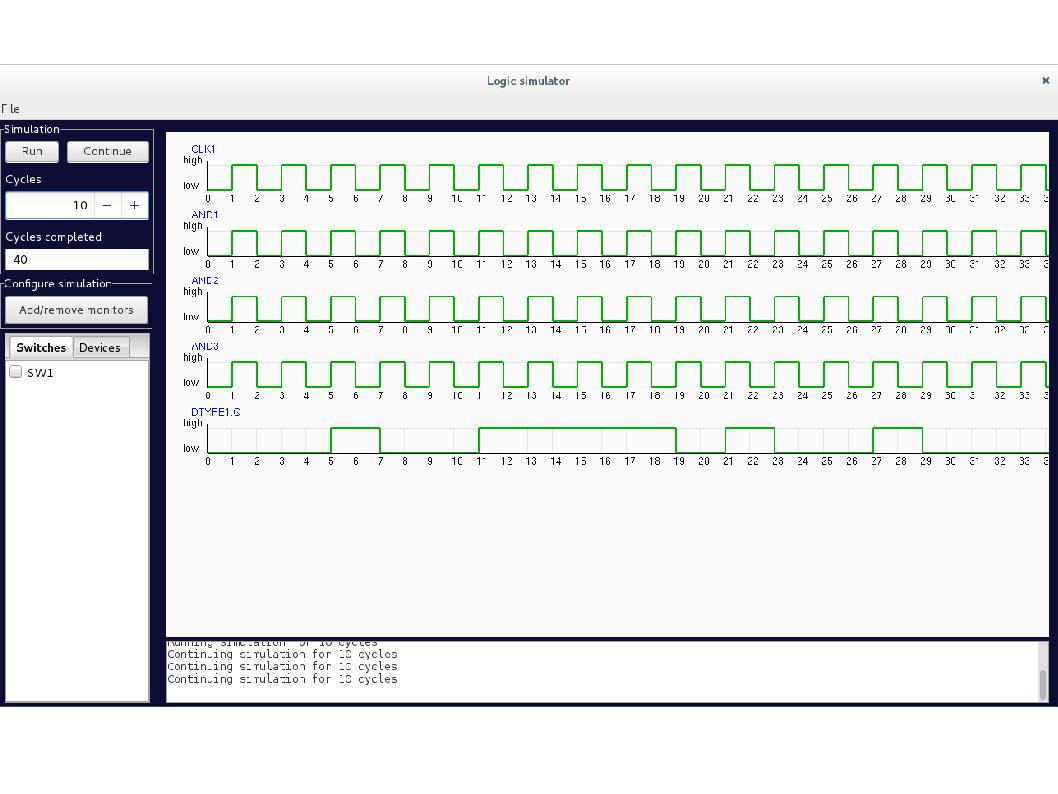 Logic simulator
×
File
Simulation
Run Continue
Cycles
10 − +
Cycles completed
40
Configure simulation
Add/remove monitors
Switches Devices
SW1
CLK1
high
low
0 1 2 3 4 5 6 7 8 9 10 11 12 13 14 15 16 17 18 19 20 21 22 23 24 25 26 27 28 29 30 31 32 33 3
AND1
high
low
0 1 2 3 4 5 6 7 8 9 10 11 12 13 14 15 16 17 18 19 20 21 22 23 24 25 26 27 28 29 30 31 32 33 3
AND2
high
low
0 1 2 3 4 5 6 7 8 9 10 11 12 13 14 15 16 17 18 19 20 21 22 23 24 25 26 27 28 29 30 31 32 33 3
AND3
high
low
0 1 2 3 4 5 6 7 8 9 10 11 12 13 14 15 16 17 18 19 20 21 22 23 24 25 26 27 28 29 30 31 32 33 3
DTYPE1.Q
high
low
0 1 2 3 4 5 6 7 8 9 10 11 12 13 14 15 16 17 18 19 20 21 22 23 24 25 26 27 28 29 30 31 32 33 3
Running simulation for 10 cycles
Continuing simulation for 10 cycles
Continuing simulation for 10 cycles
Continuing simulation for 10 cycles